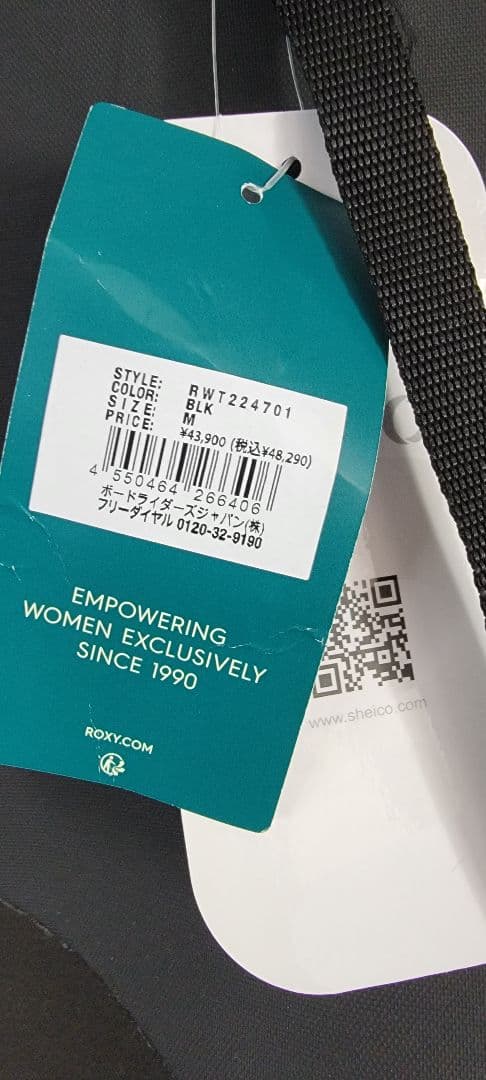 STYLE: RWT224701
COLOR: BLK
SIZE: M
PRICE: ¥43,900 (税込¥48,290)
4 550464 266406
ボードライダーズジャパン(株)
フリーダイヤル 0120-32-9190
EMPOWERING
WOMEN EXCLUSIVELY
SINCE 1990
ROXY.COM
www.sheico.com